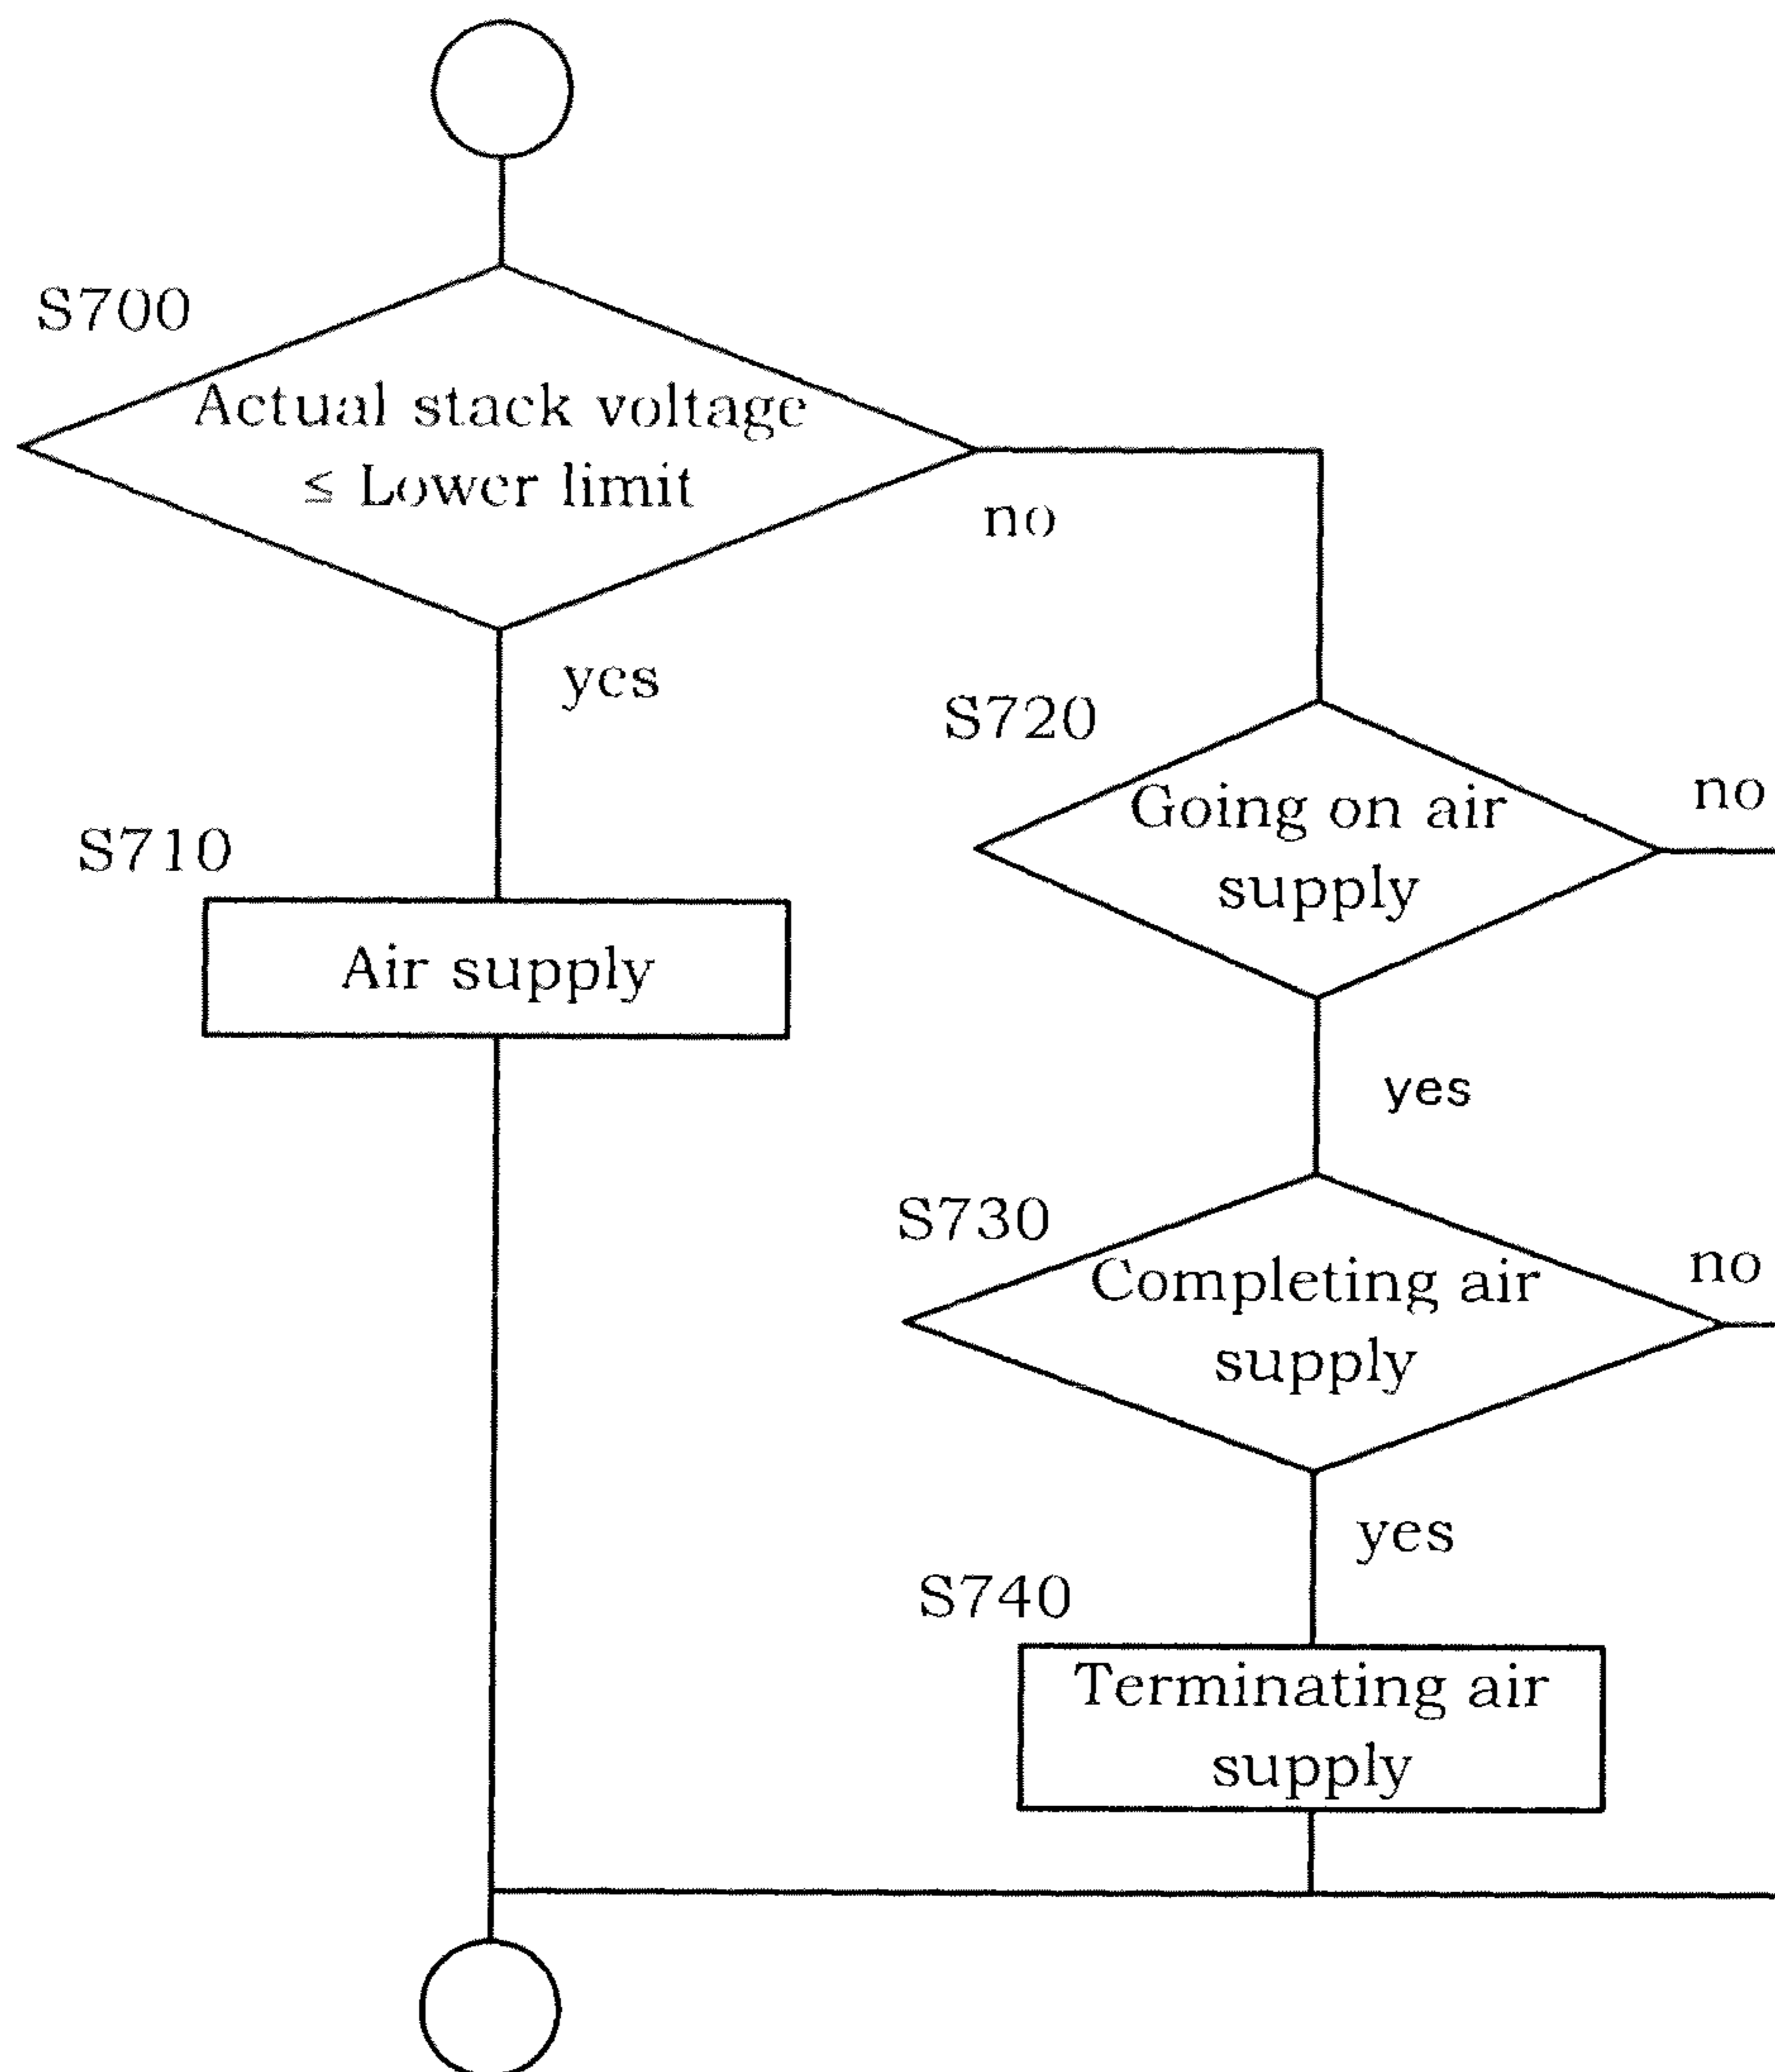 S700
Actual stack voltage
≤ Lower limit
no
yes
S710
Air supply
S720
Going on air
supply
no
yes
S730
Completing air
supply
no
yes
S740
Terminating air
supply